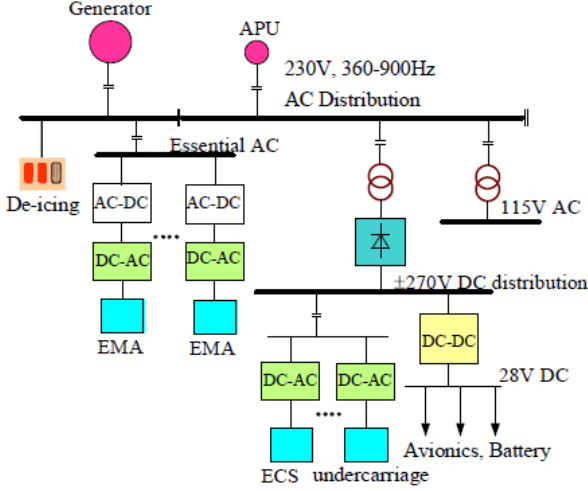 Generator
APU
230V, 360-900Hz
AC Distribution
Essential AC
De-icing
AC-DC
AC-DC
115V AC
DC-AC
DC-AC
±270V DC distribution
EMA
EMA
DC-DC
28V DC
DC-AC
DC-AC
Avionics, Battery
ECS
undercarriage